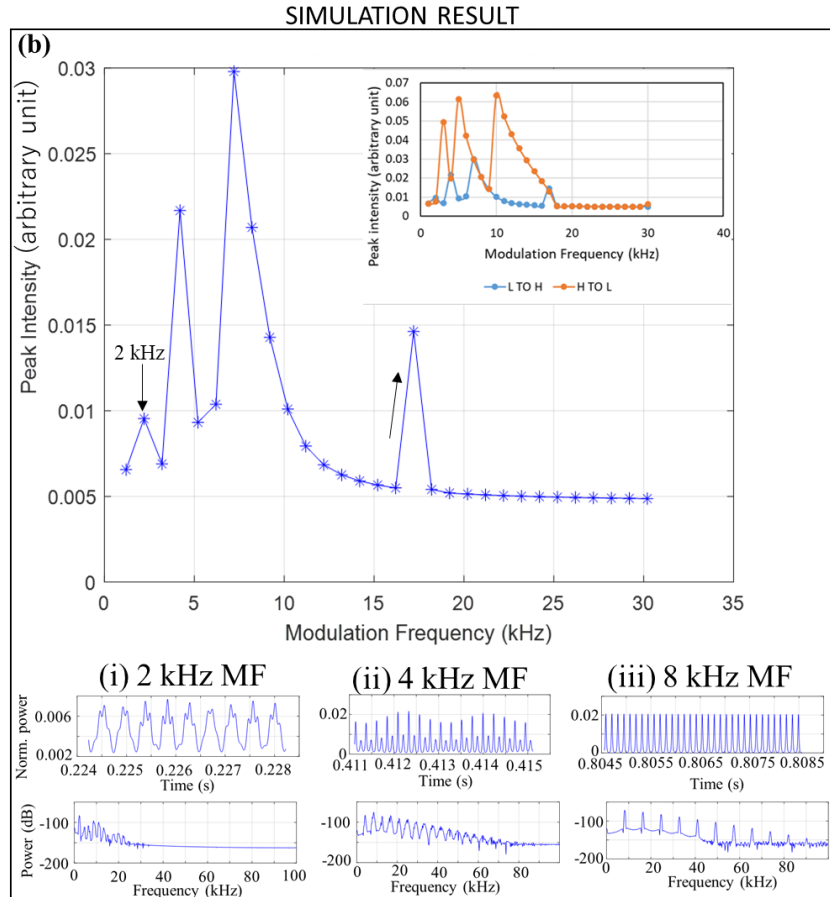 SIMULATION RESULT
(b)
Peak Intensity (arbitrary unit)
0.03
0.025
0.02
0.015
0.01
0.005
0
0 5 10 15 20 25 30 35
Modulation Frequency (kHz)
2 kHz
Peak intensity (arbitrary unit)
0.07
0.06
0.05
0.04
0.03
0.02
0.01
0
0 10 20 30 40
Modulation Frequency (kHz)
L TO H H TO L
(i) 2 kHz MF (ii) 4 kHz MF (iii) 8 kHz MF
Norm. power
0.006
0.002
0.224 0.225 0.226 0.227 0.228
Time (s)
0.02
0
0.411 0.412 0.413 0.414 0.415
Time (s)
0.02
0
0.8045 0.8055 0.8065 0.8075 0.8085
Time (s)
Power (dB)
-100
-200
0 20 40 60 80 100
Frequency (kHz)
-100
-200
0 20 40 60 80
Frequency (kHz)
-100
-200
0 20 40 60 80
Frequency (kHz)